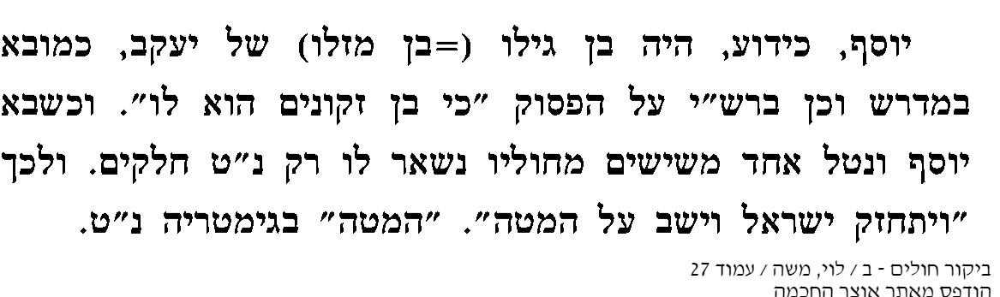 יוסף, כידוע, היה בן גילו (=בן מזלו) של יעקב, כמובא
במדרש וכן ברש״י על הפסוק ״כי בן זקונים הוא לו״. וכשבא
יוסף ונטל אחד משישים מחוליו נשאר לו רק נ״ט חלקים. ולכך
״ויתחזק ישראל וישב על המטה״. ״המטה״ בגימטריה נ״ט.
ביקור חולים - ב / לוי, משה / עמוד 27
הודפס מאתר אוצר החכמה